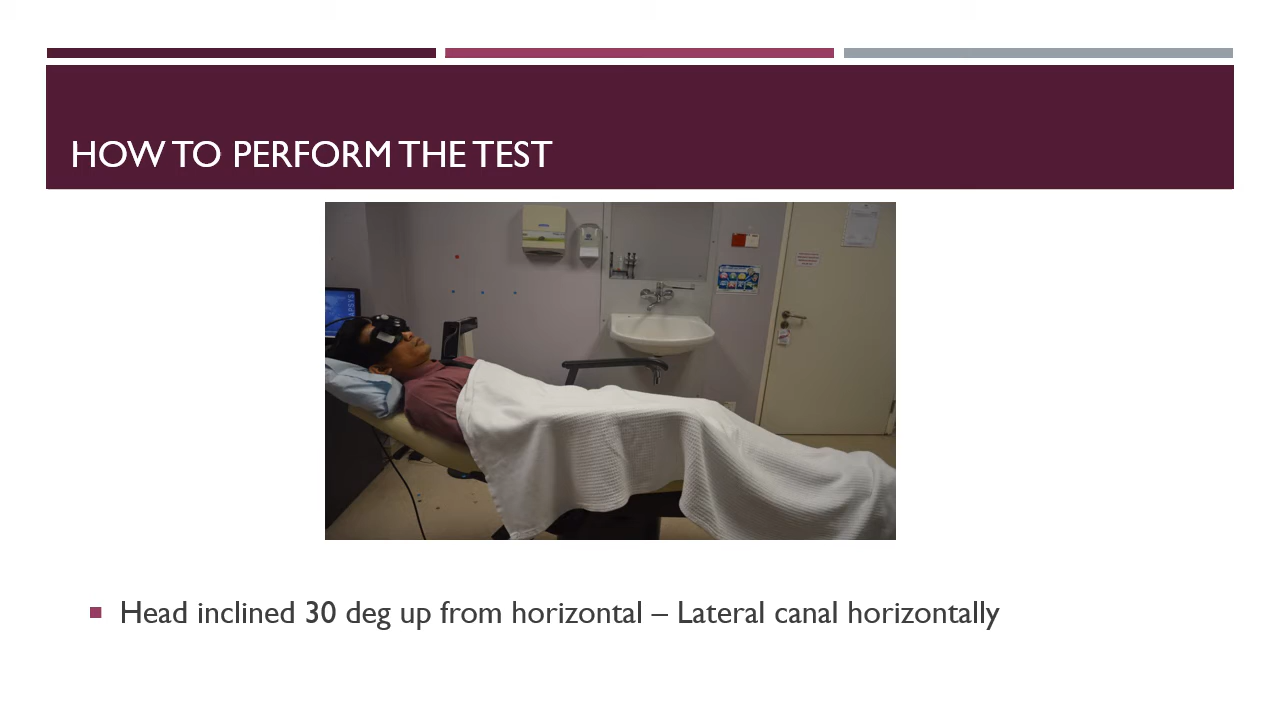 HOW TO PERFORM THE TEST
Head inclined 30 deg up from horizontal – Lateral canal horizontally